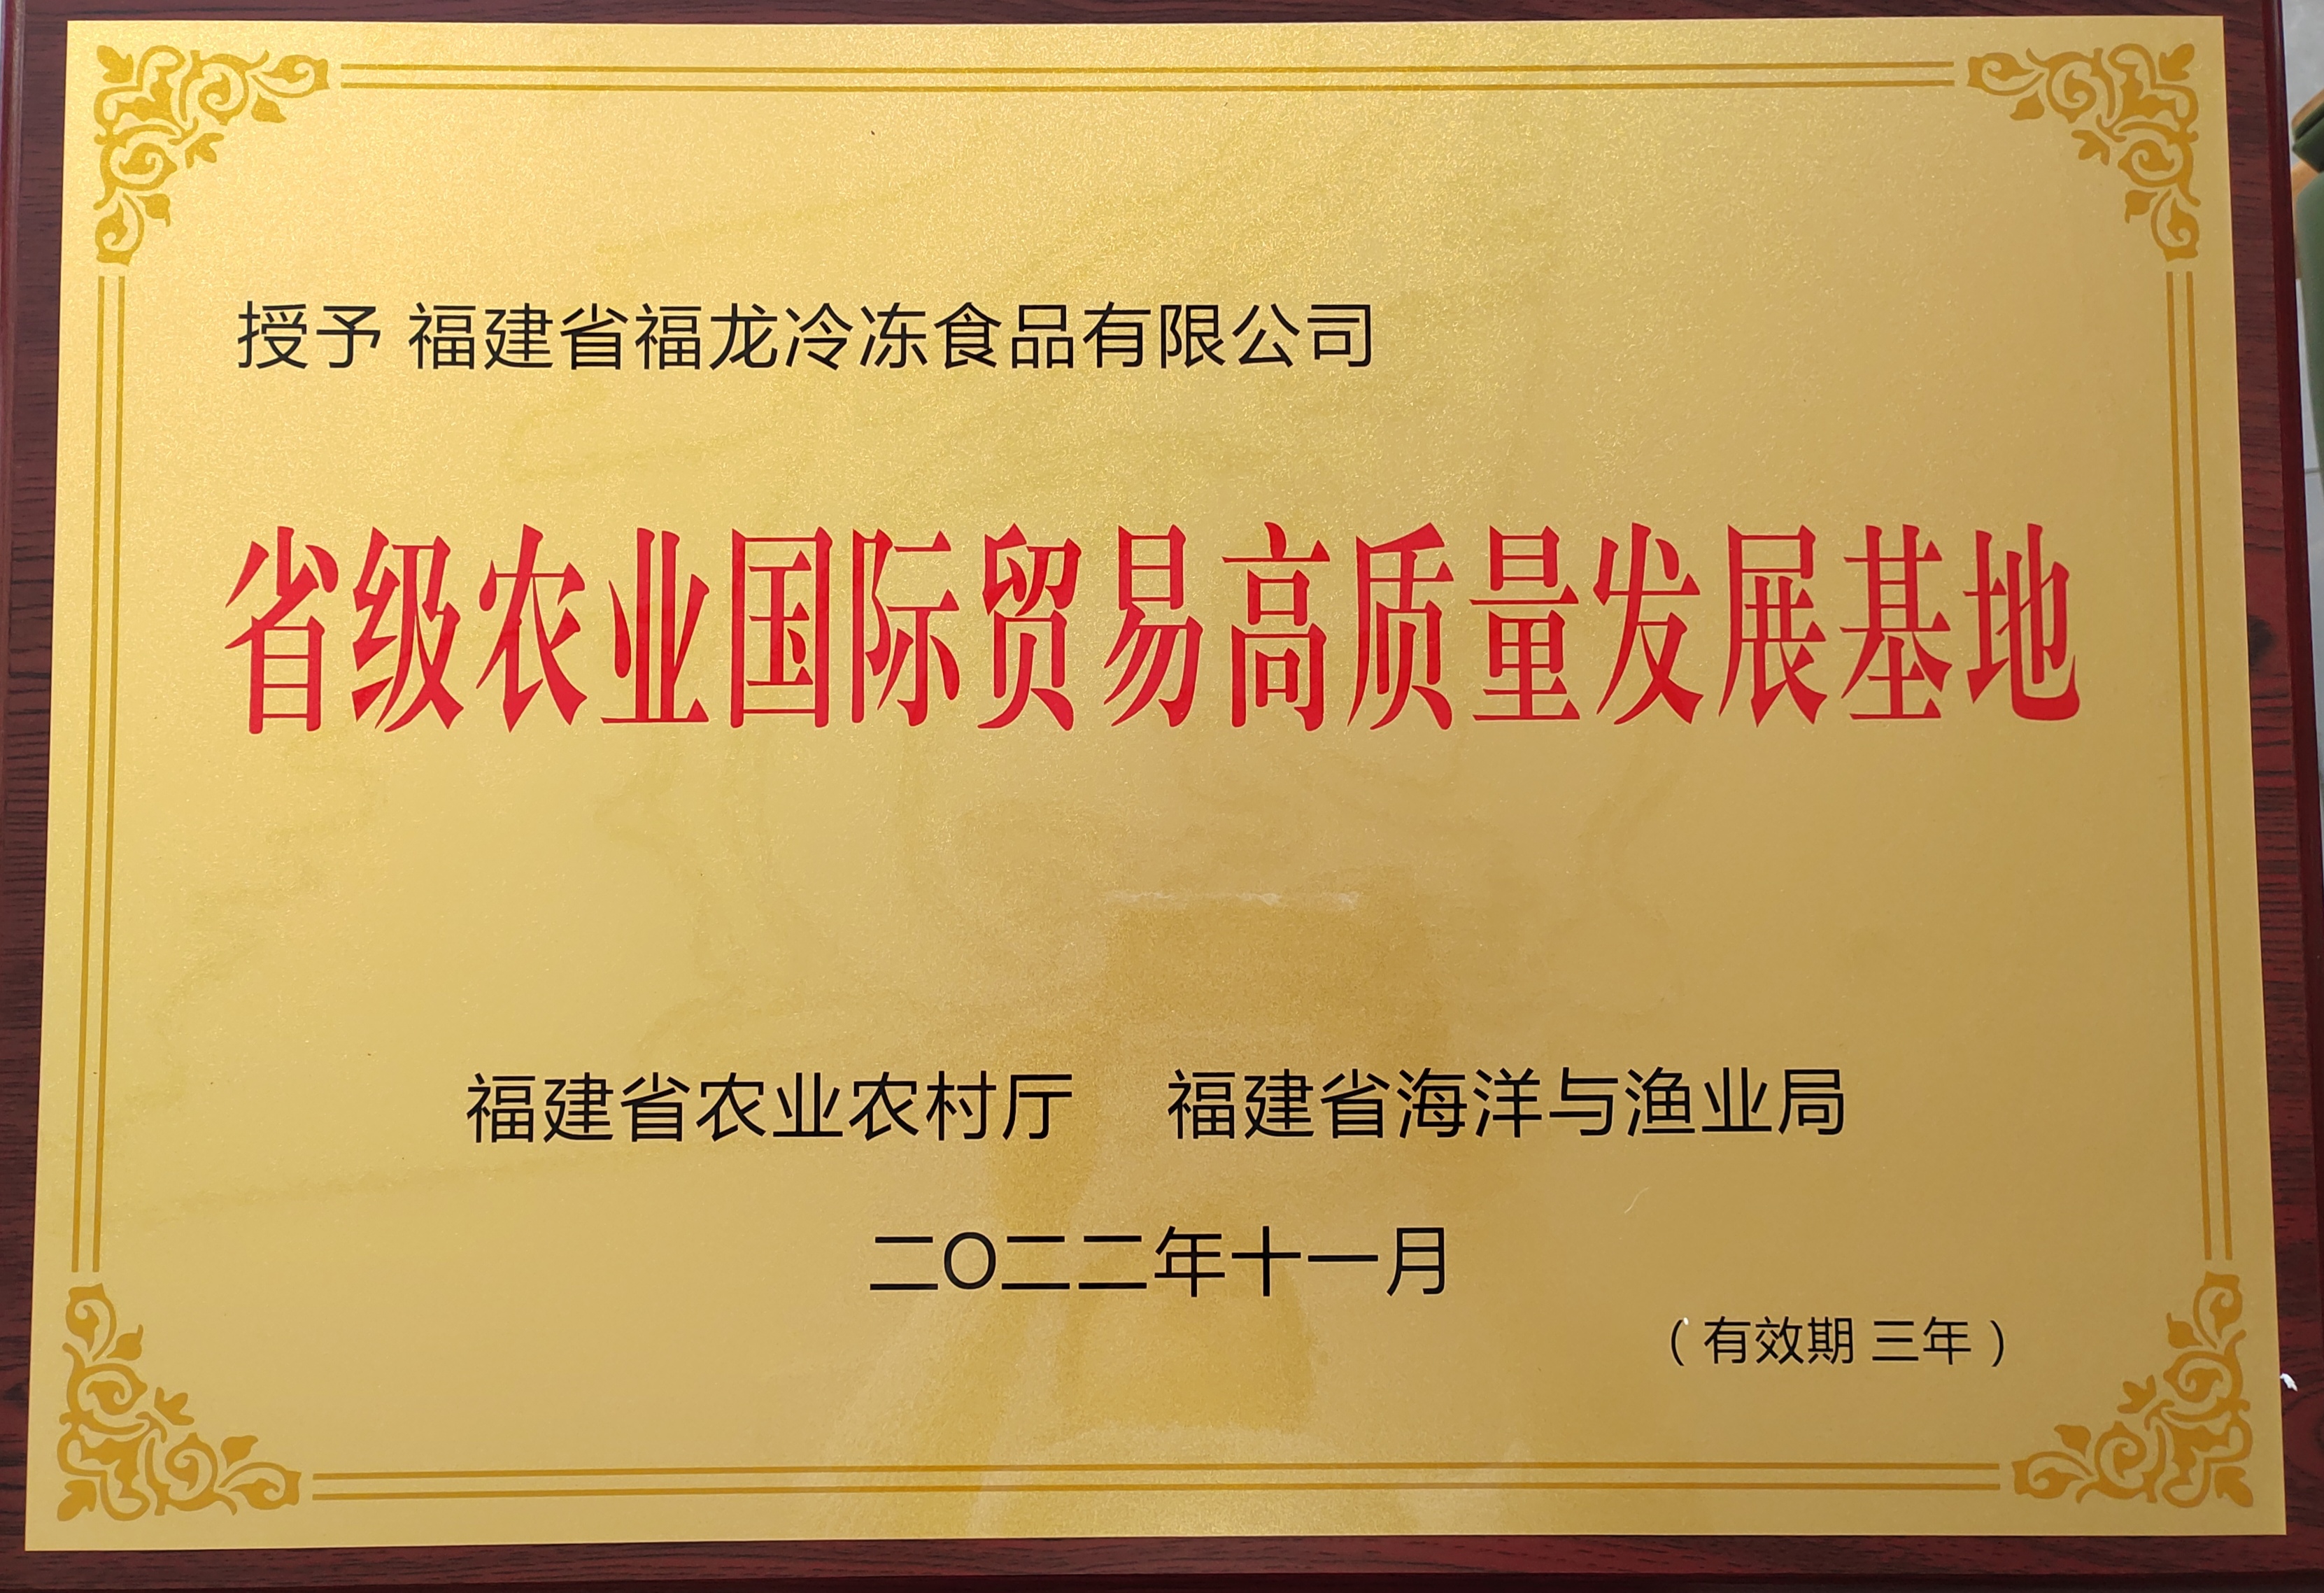 授予 福建省福龙冷冻食品有限公司
省级农业国际贸易高质量发展基地
福建省农业农村厅 福建省海洋与渔业局
二〇二二年十一月
（有效期 三年）